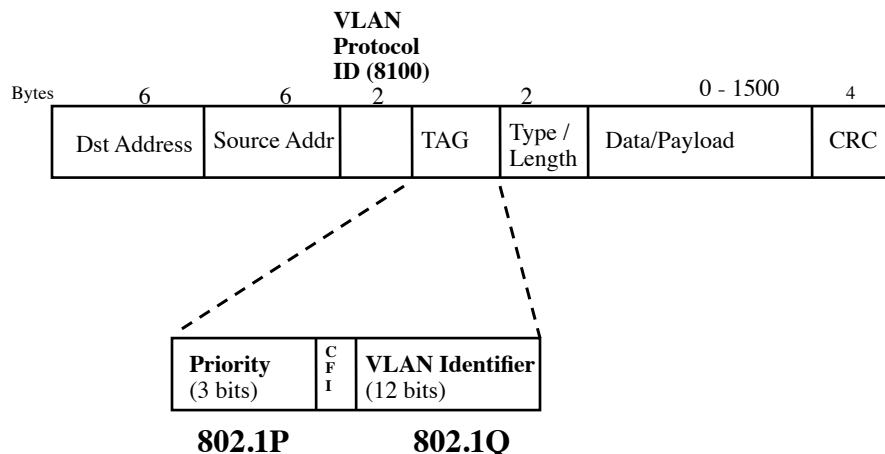 VLAN
Protocol
ID (8100)
Bytes 6 6 2 2 0 - 1500 4
Dst Address Source Addr TAG Type / Length Data/Payload CRC
Priority
(3 bits)
C
F
I
VLAN Identifier
(12 bits)
802.1P 802.1Q